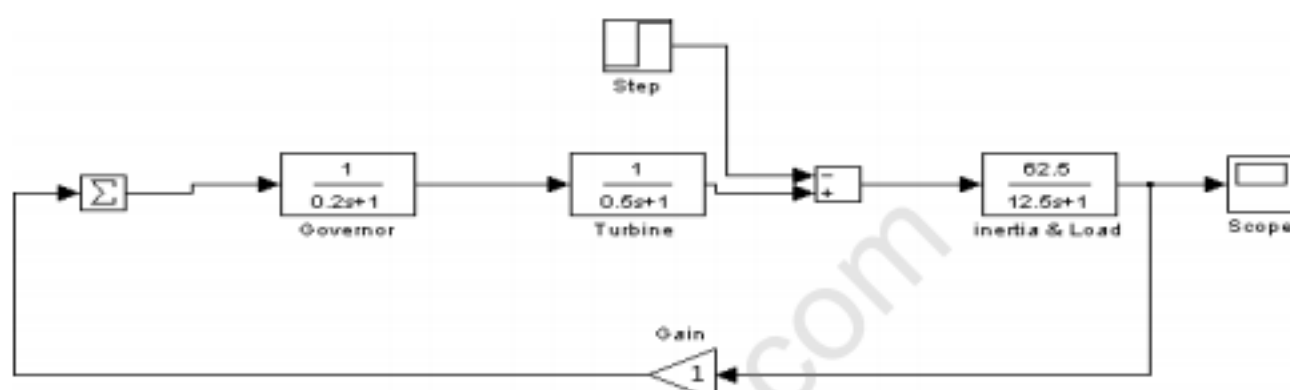 Step
Σ
1
0.2s+1
Governor
1
0.5s+1
Turbine
−
+
62.5
12.5s+1
inertia & Load
Scope
Gain
1
.com